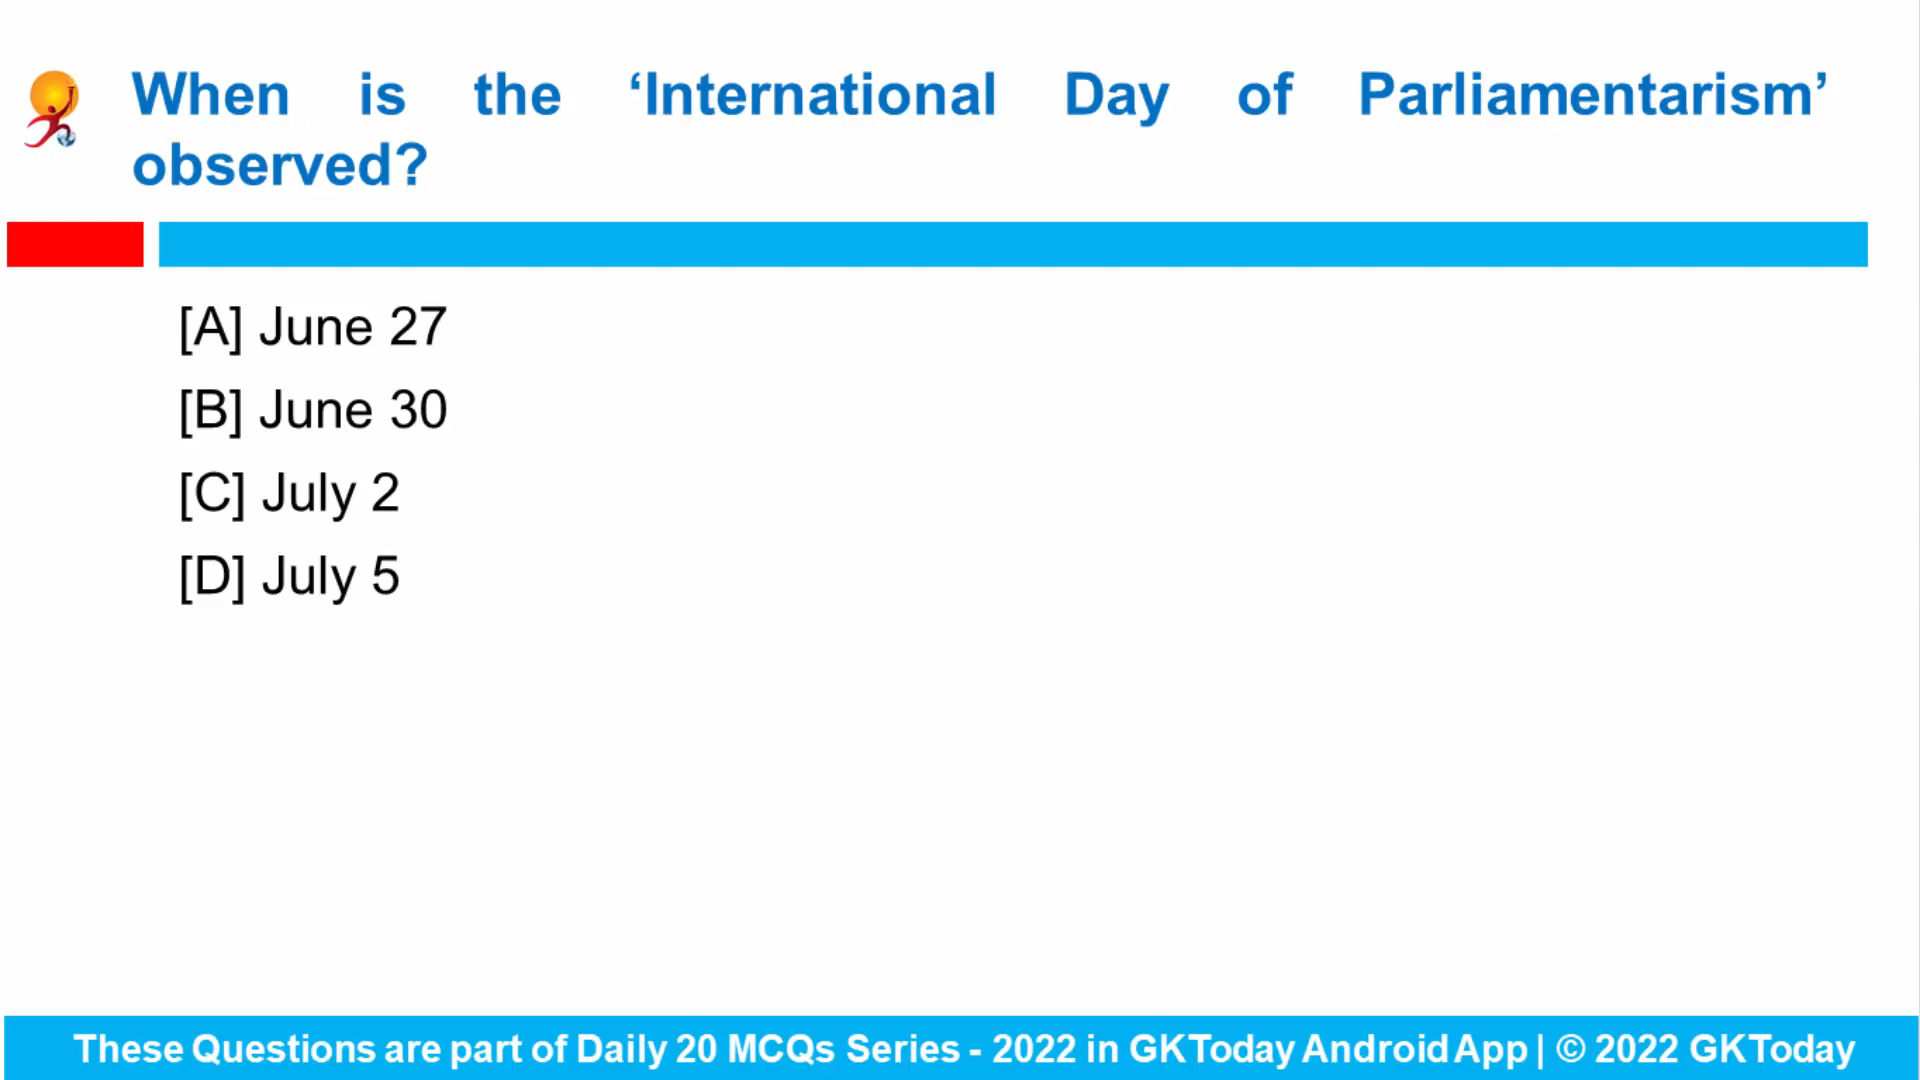 When is the ‘International Day of Parliamentarism’
observed?
[A] June 27
[B] June 30
[C] July 2
[D] July 5
These Questions are part of Daily 20 MCQs Series - 2022 in GKToday Android App | © 2022 GKToday